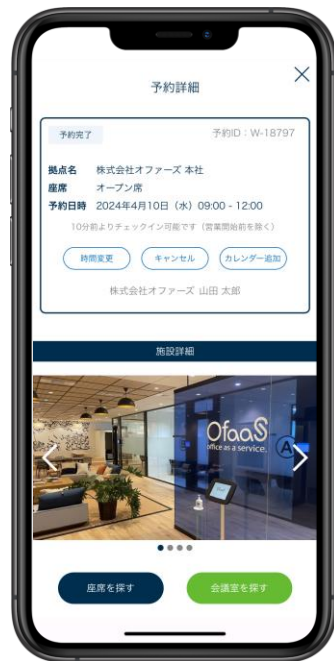 予約詳細
予約完了 予約ID：W-18797
拠点名 株式会社オファーズ 本社
座席 オープン席
予約日時 2024年4月10日（水）09:00 - 12:00
10分前よりチェックイン可能です（営業開始前を除く）
時間変更 キャンセル カレンダー追加
株式会社オファーズ 山田 太郎
施設詳細
OfaaS
office as a service.
A
座席を探す 会議室を探す